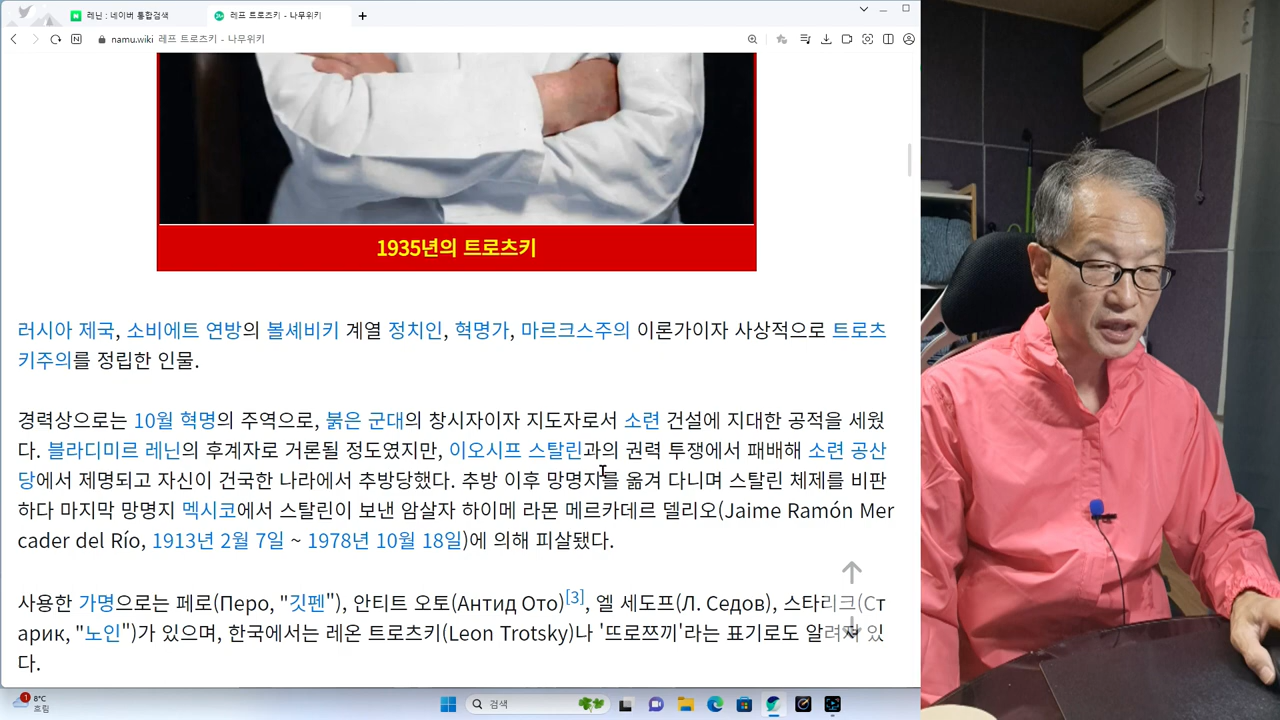 레닌 : 네이버 통합검색
레프 트로츠키 - 나무위키
namu.wiki 레프 트로츠키 - 나무위키
1935년의 트로츠키
러시아 제국, 소비에트 연방의 볼셰비키 계열 정치인, 혁명가, 마르크스주의 이론가이자 사상적으로 트로츠
키주의를 정립한 인물.
경력상으로는 10월 혁명의 주역으로, 붉은 군대의 창시자이자 지도자로서 소련 건설에 지대한 공적을 세웠
다. 블라디미르 레닌의 후계자로 거론될 정도였지만, 이오시프 스탈린과의 권력 투쟁에서 패배해 소련 공산
당에서 제명되고 자신이 건국한 나라에서 추방당했다. 추방 이후 망명지를 옮겨 다니며 스탈린 체제를 비판
하다 마지막 망명지 멕시코에서 스탈린이 보낸 암살자 하이메 라몬 메르카데르 델리오(Jaime Ramón Mer
cader del Río, 1913년 2월 7일 ~ 1978년 10월 18일)에 의해 피살됐다.
사용한 가명으로는 페로(Перо, "깃펜"), 안티트 오토(Антид Ото)[3], 엘 세도프(Л. Седов), 스타리크(Ст
арик, "노인")가 있으며, 한국에서는 레온 트로츠키(Leon Trotsky)나 '뜨로쯔끼'라는 표기로도 알려져 있
다.
1
8°C
흐림
검색